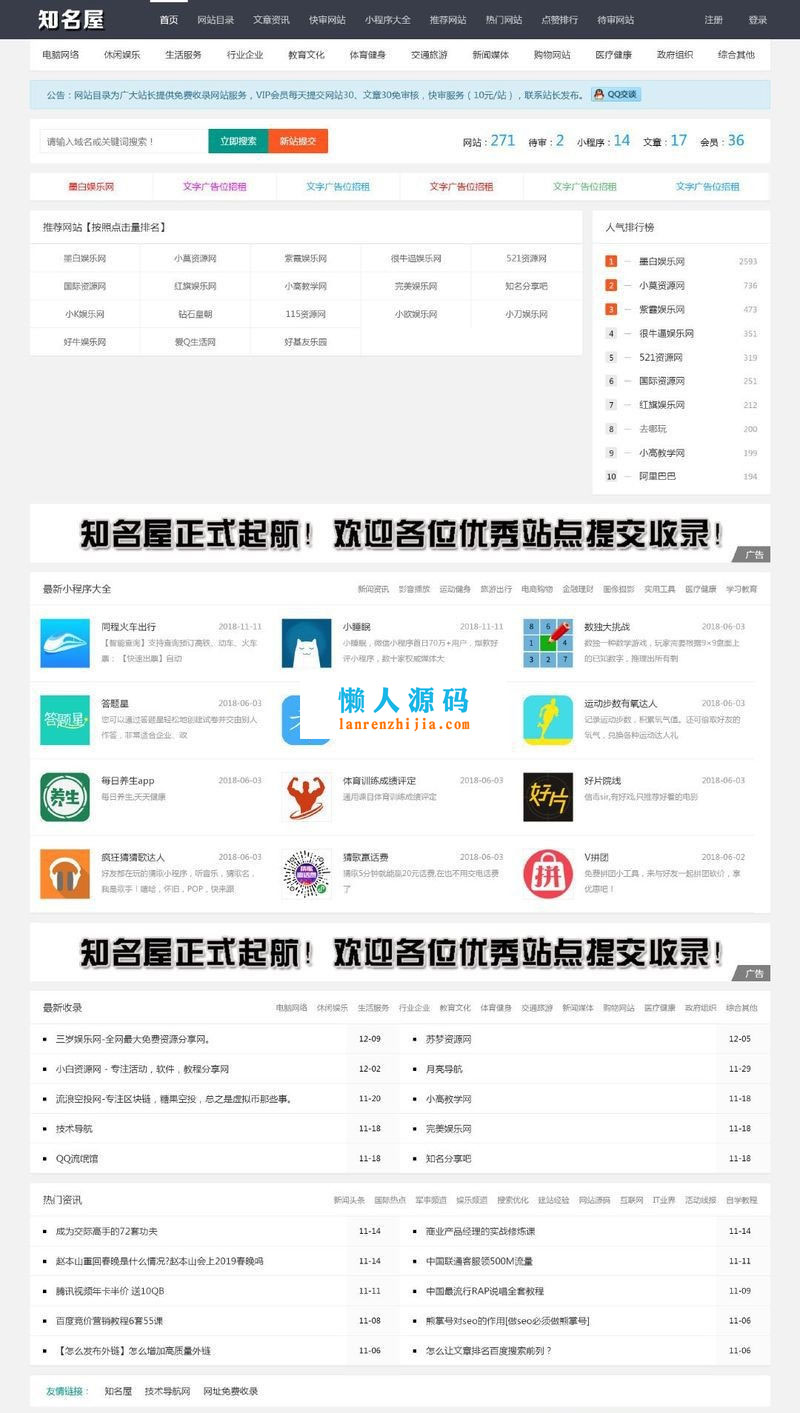 知名屋 首页 网站目录 文章资讯 快审网站 小程序大全 推荐网站 热门网站 点赞排行 待审网站 注册 登录
电脑网络 休闲娱乐 生活服务 行业企业 教育文化 体育健身 交通旅游 新闻媒体 购物网站 医疗健康 政府组织 综合其他
公告:网站目录为广大站长提供免费收录网站服务,VIP会员每天提交网站30、文章30免审核,快审服务(10元/站),联系站长发布。 QQ交谈
请输入域名或关键词搜索! 立即搜索 新站提交 网站:271 待审:2 小程序:14 文章:17 会员:36
墨白娱乐网 文字广告位招租 文字广告位招租 文字广告位招租 文字广告位招租 文字广告位招租
推荐网站【按照点击量排名】
墨白娱乐网 小莫资源网 紫霞娱乐网 很牛逼娱乐网 521资源网
国际资源网 红旗娱乐网 小高教学网 完美娱乐网 知名分享吧
小K娱乐网 钻石皇朝 115资源网 小欧娱乐网 小刀娱乐网
好牛娱乐网 爱Q生活网 好基友乐园
人气排行榜
1 — 墨白娱乐网 2593
2 — 小莫资源网 736
3 — 紫霞娱乐网 473
4 — 很牛逼娱乐网 351
5 — 521资源网 319
6 — 国际资源网 251
7 — 红旗娱乐网 212
8 — 去哪玩 200
9 — 小高教学网 199
10 — 阿里巴巴 194
知名屋正式起航!欢迎各位优秀站点提交收录!
广告
最新小程序大全 新闻资讯 影音播放 运动健身 旅游出行 电商购物 金融理财 图像摄影 实用工具 医疗健康 学习教育
同程火车出行 2018-11-11
【智能查询】支持查询预订高铁、动车、火车
票; 【快速出票】自动
小睡眠 2018-11-11
小睡眠,微信小程序首日70万+用户,爆款好
评小程序,数十家权威媒体大
8 6 5
1 4
3 2 7
数独大挑战 2018-06-03
数独一种数学游戏,玩家需要根据9×9盘面上
的已知数字,推理出所有剩
答题星
答题星 2018-06-03
您可以通过答题星轻松地创建试卷并交由别人
作答,非常适合企业、政
懒人源码
lanrenzhijia.com
运动步数有氧达人 2018-06-03
记录运动步数,积累氧气值。还可偷取好友的
氧气,兑换各种运动达人礼
养生
每日养生app 2018-06-03
每日养生,天天健康
体育训练成绩评定 2018-06-03
通用课目体育训练成绩评定
好片
好片院线 2018-06-03
信毒sir,有好戏,只推荐好看的电影
疯狂猜猜歌达人 2018-06-03
好友都在玩的猜歌小程序,听音乐,猜歌名,
我是歌手!嘻哈,怀旧,POP,快来跟
猜歌赢话费 2018-06-03
猜歌5分钟就能赢20元话费,在也不用交电话费
了
拼
V拼团 2018-06-02
免费拼团小工具,来与好友一起拼团砍价,享
优惠吧!
知名屋正式起航!欢迎各位优秀站点提交收录!
广告
最新收录 电脑网络 休闲娱乐 生活服务 行业企业 教育文化 体育健身 交通旅游 新闻媒体 购物网站 医疗健康 政府组织 综合其他
三岁娱乐网-全网最大免费资源分享网。 12-09 苏梦资源网 12-05
小白资源网 - 专注活动,软件,教程分享网 12-02 月亮导航 11-29
流浪空投网-专注区块链,糖果空投,总之是虚拟币那些事。 11-20 小高教学网 11-18
技术导航 11-18 完美娱乐网 11-18
QQ流氓馆 11-18 知名分享吧 11-18
热门资讯 新闻头条 国际热点 军事频道 娱乐频道 搜索优化 建站经验 网站源码 互联网 IT业界 活动线报 自学教程
成为交际高手的72套功夫 11-14 商业产品经理的实战修炼课 11-14
赵本山重回春晚是什么情况?赵本山会上2019春晚吗 11-14 中国联通客服领500M流量 11-11
腾讯视频年卡半价 送10QB 11-11 中国最流行RAP说唱全套教程 11-09
百度竞价营销教程6套55课 11-08 熊掌号对seo的作用[做seo必须做熊掌号] 11-06
【怎么发布外链】怎么增加高质量外链 11-06 怎么让文章排名百度搜索前列? 11-06
友情链接: 知名屋 技术导航网 网址免费收录